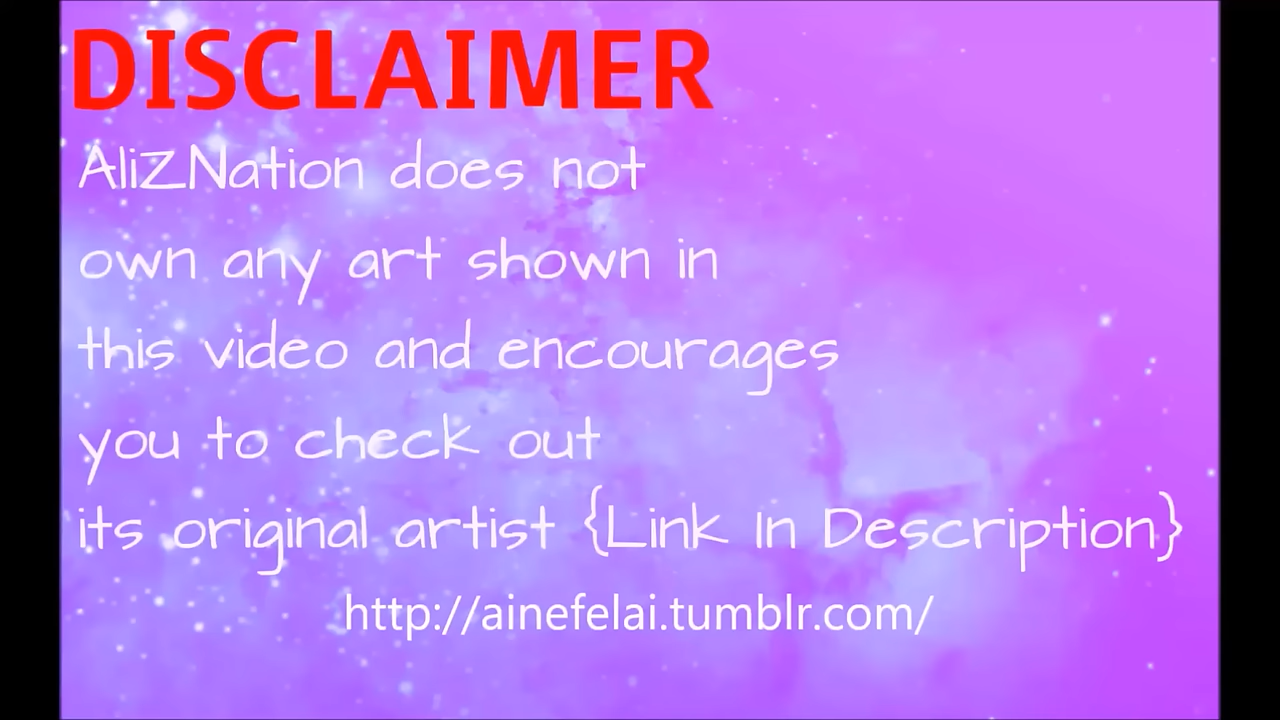 DISCLAIMER
AliZNation does not
own any art shown in
this video and encourages
you to check out
its original artist {Link In Description}
http://ainefelai.tumblr.com/